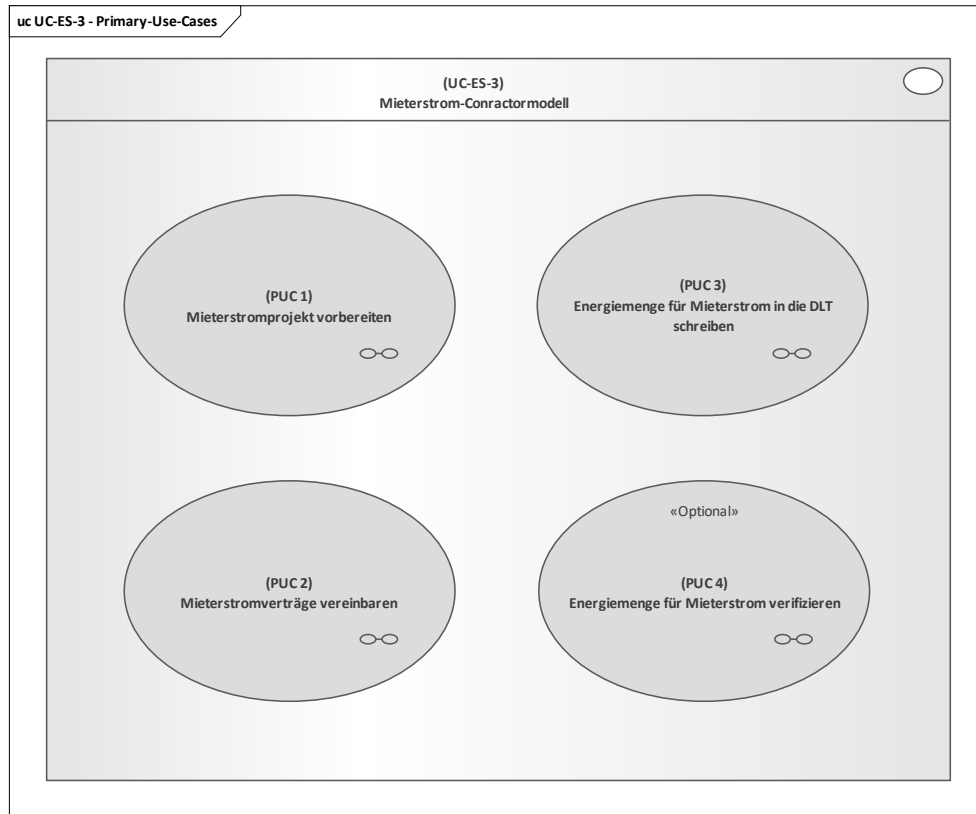 uc UC-ES-3 - Primary-Use-Cases
(UC-ES-3)
Mieterstrom-Conractormodell
(PUC 1)
Mieterstromprojekt vorbereiten
(PUC 3)
Energiemenge für Mieterstrom in die DLT
schreiben
(PUC 2)
Mieterstromverträge vereinbaren
«Optional»
(PUC 4)
Energiemenge für Mieterstrom verifizieren